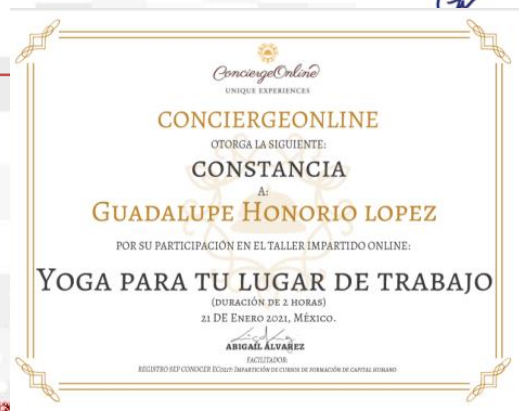 ConciergeOnline
UNIQUE EXPERIENCES
CONCIERGEONLINE
OTORGA LA SIGUIENTE:
CONSTANCIA
A:
GUADALUPE HONORIO LOPEZ
POR SU PARTICIPACIÓN EN EL TALLER IMPARTIDO ONLINE:
YOGA PARA TU LUGAR DE TRABAJO
(DURACIÓN DE 2 HORAS)
21 DE ENERO 2021, MÉXICO.
ABIGAÍL ÁLVAREZ
FACILITADOR:
REGISTRO SEP CONOCER EC0217: IMPARTICIÓN DE CURSOS DE FORMACIÓN DE CAPITAL HUMANO